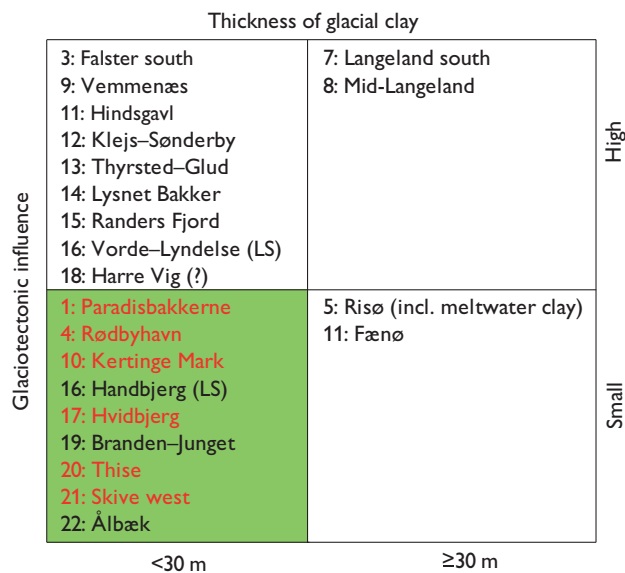 Thickness of glacial clay
3: Falster south
9: Vemmenæs
11: Hindsgavl
12: Klejs–Sønderby
13: Thyrsted–Glud
14: Lysnet Bakker
15: Randers Fjord
16: Vorde–Lyndelse (LS)
18: Harre Vig (?)
7: Langeland south
8: Mid-Langeland
High
Glaciotectonic influence
1: Paradisbakkerne
4: Rødbyhavn
10: Kertinge Mark
16: Handbjerg (LS)
17: Hvidbjerg
19: Branden–Junget
20: Thise
21: Skive west
22: Ålbæk
5: Risø (incl. meltwater clay)
11: Fænø
Small
<30 m
≥30 m